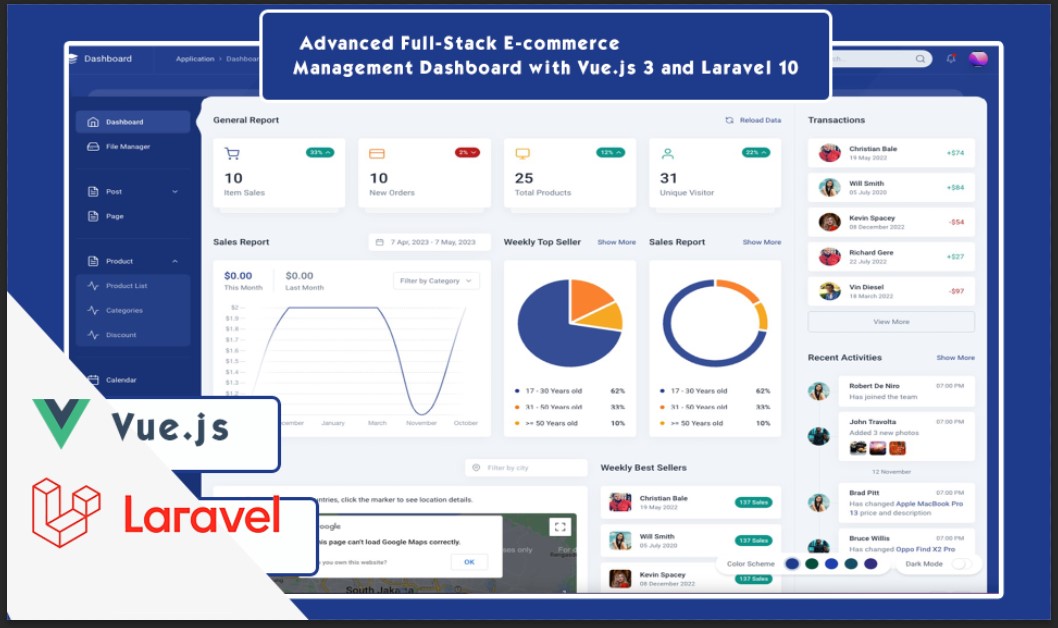 Advanced Full-Stack E-commerce
Management Dashboard with Vue.js 3 and Laravel 10
Dashboard
Application > Dashboar
Dashboard
File Manager
Post
Page
Product
Product List
Categories
Discount
Calendar
Vue.js
Laravel
General Report
Reload Data
33%
10
Item Sales
2%
10
New Orders
12%
25
Total Products
22%
31
Unique Visitor
Sales Report
7 Apr, 2023 - 7 May, 2023
$0.00
This Month
$0.00
Last Month
Filter by Category
$2
$1.9
$1.8
$1.7
$1.6
$1.5
$1.4
$1.3
$1.2
cember January March November October
Weekly Top Seller
Show More
17 - 30 Years old 62%
31 - 50 Years old 33%
>= 50 Years old 10%
Sales Report
Show More
17 - 30 Years old 62%
31 - 50 Years old 33%
>= 50 Years old 10%
Filter by city
untries, click the marker to see location details.
oogle
his page can't load Google Maps correctly.
you own this website?
OK
South Jakarta
Weekly Best Sellers
Christian Bale
19 May 2022
137 Sales
Will Smith
05 July 2020
137 Sales
Kevin Spacey
08 December 2022
137 Sales
Transactions
Christian Bale
19 May 2022
+$74
Will Smith
05 July 2020
+$84
Kevin Spacey
08 December 2022
-$54
Richard Gere
22 July 2022
+$27
Vin Diesel
18 March 2022
-$97
View More
Recent Activities
Show More
Robert De Niro 07:00 PM
Has joined the team
John Travolta 07:00 PM
Added 3 new photos
12 November
Brad Pitt 07:00 PM
Has changed Apple MacBook Pro
13 price and description
Bruce Willis 07:00 PM
Has changed Oppo Find X2 Pro
Color Scheme
Dark Mode